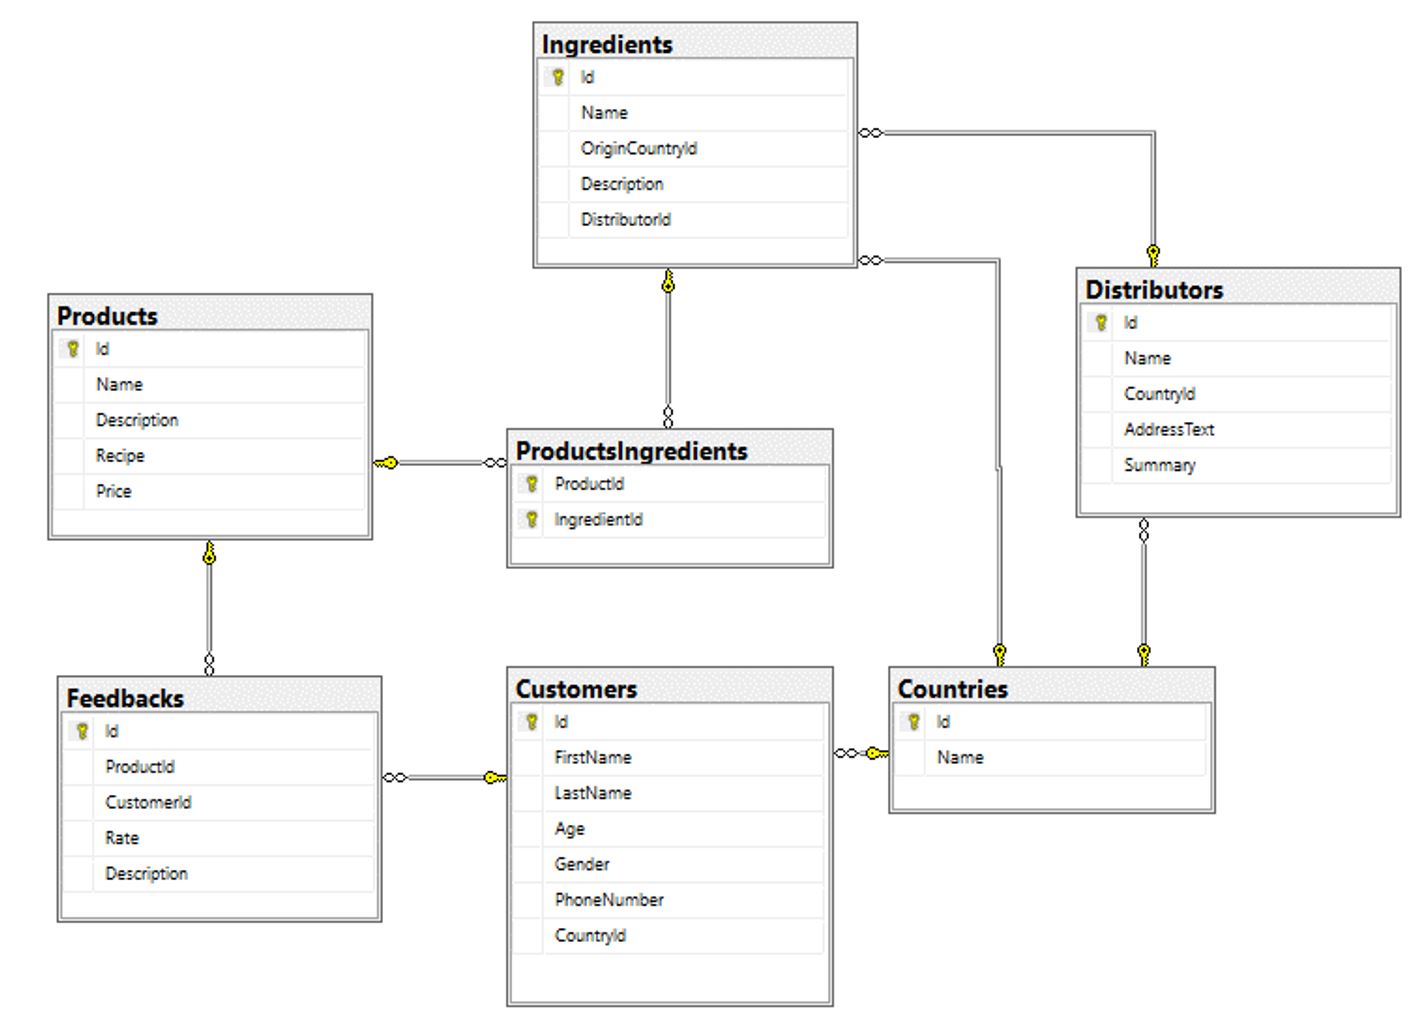 Ingredients
Id
Name
OriginCountryId
Description
DistributorId
Products
Id
Name
Description
Recipe
Price
ProductsIngredients
ProductId
IngredientId
Distributors
Id
Name
CountryId
AddressText
Summary
Feedbacks
Id
ProductId
CustomerId
Rate
Description
Customers
Id
FirstName
LastName
Age
Gender
PhoneNumber
CountryId
Countries
Id
Name